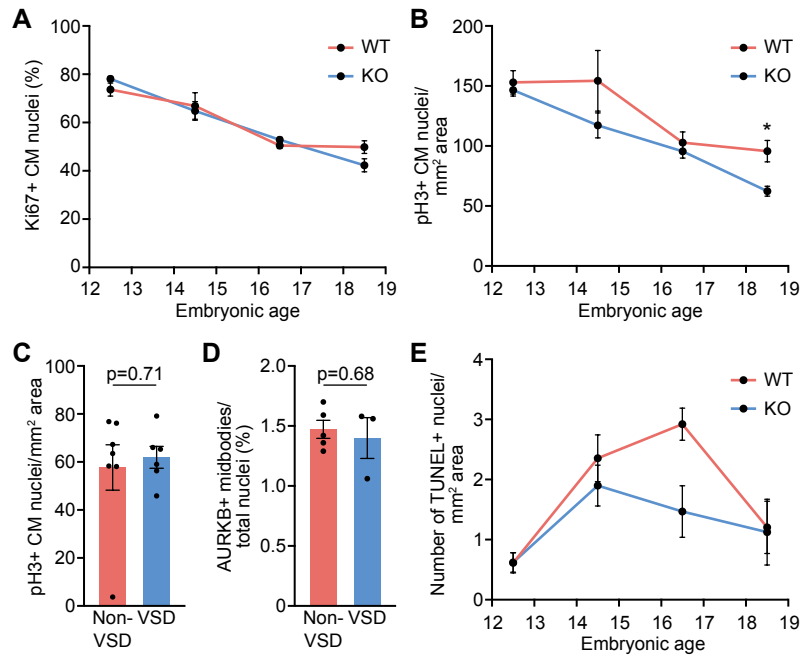 A
Ki67+ CM nuclei (%)
100
80
60
40
20
0
12 13 14 15 16 17 18 19
Embryonic age
WT
KO
B
pH3+ CM nuclei/
mm² area
200
150
100
50
0
12 13 14 15 16 17 18 19
Embryonic age
WT
KO
*
C
pH3+ CM nuclei/mm² area
100
80
60
40
20
0
p=0.71
Non- VSD
VSD
D
AURKB+ midbodies/
total nuclei (%)
2.0
1.5
1.0
0.5
0.0
p=0.68
Non- VSD
VSD
E
Number of TUNEL+ nuclei/
mm² area
4
3
2
1
0
12 13 14 15 16 17 18 19
Embryonic age
WT
KO